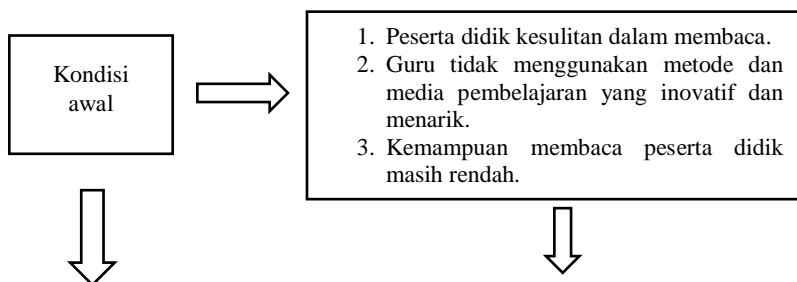 Kondisi
awal
1. Peserta didik kesulitan dalam membaca.
2. Guru tidak menggunakan metode dan
media pembelajaran yang inovatif dan
menarik.
3. Kemampuan membaca peserta didik
masih rendah.